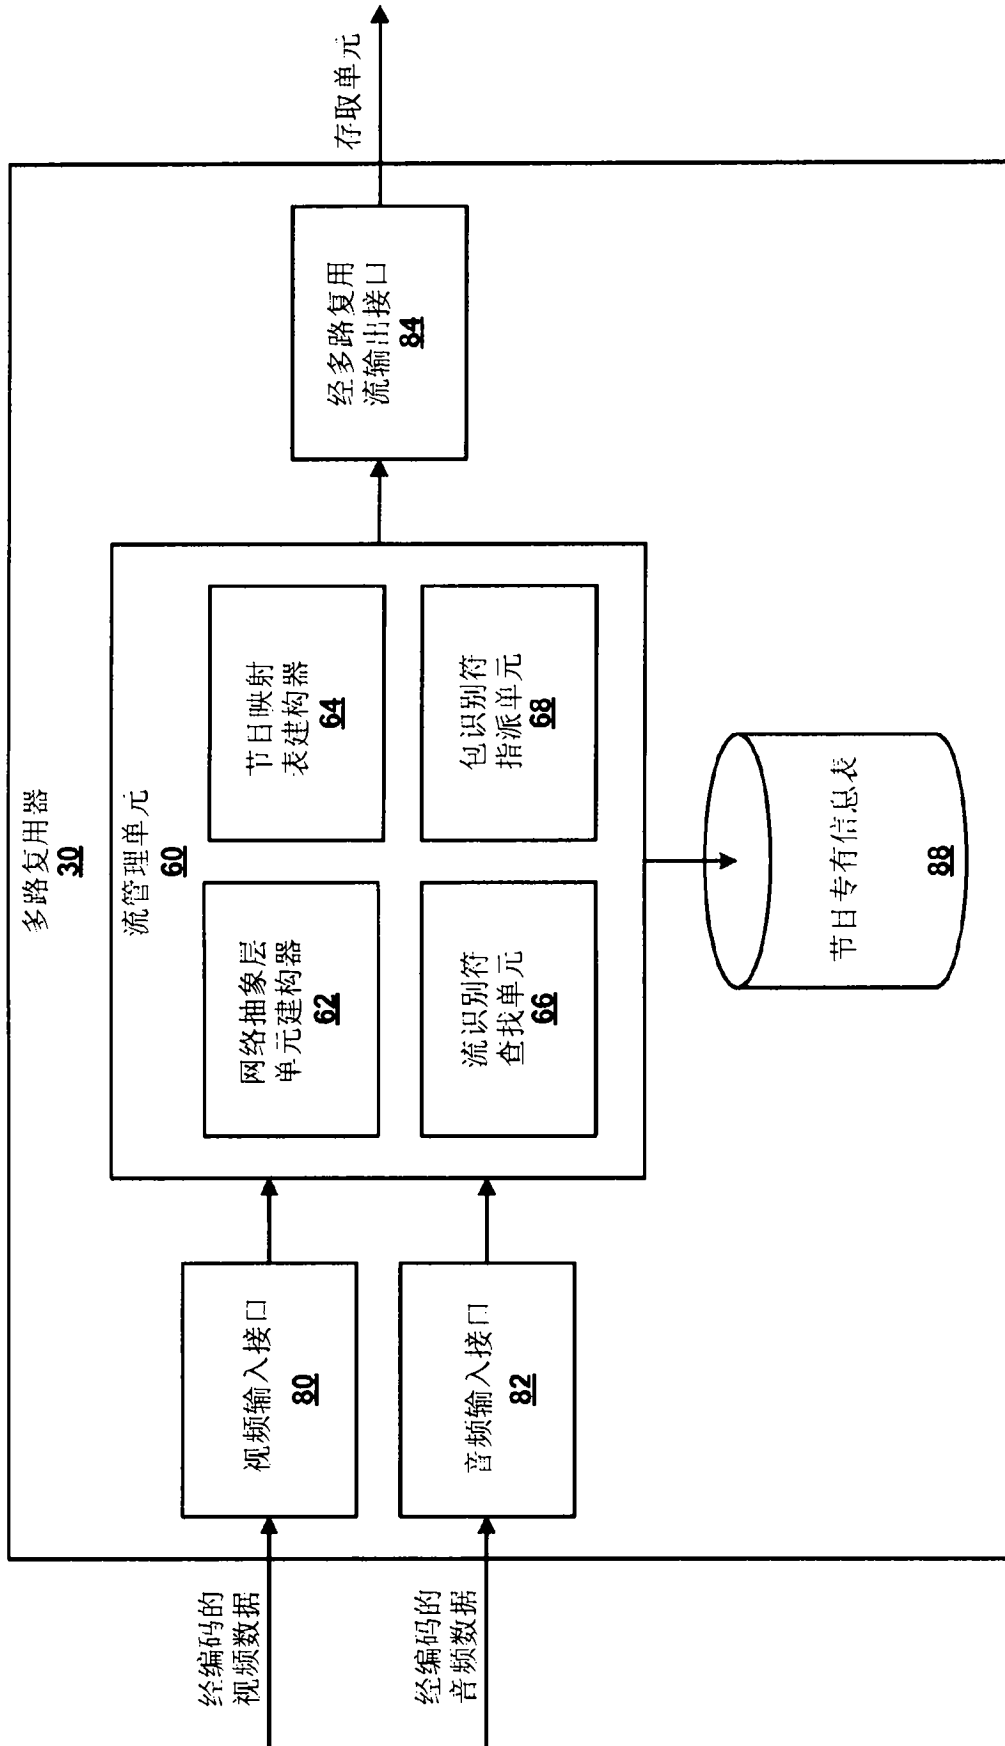 多路复用器
30
流管理单元
60
经编码的
视频数据
视频输入接口
80
网络抽象层
单元建构器
62
节目映射
表建构器
64
经多路复用
流输出接口
84
存取单元
经编码的
音频数据
音频输入接口
82
流识别符
查找单元
66
包识别符
指派单元
68
节目专有信息表
88